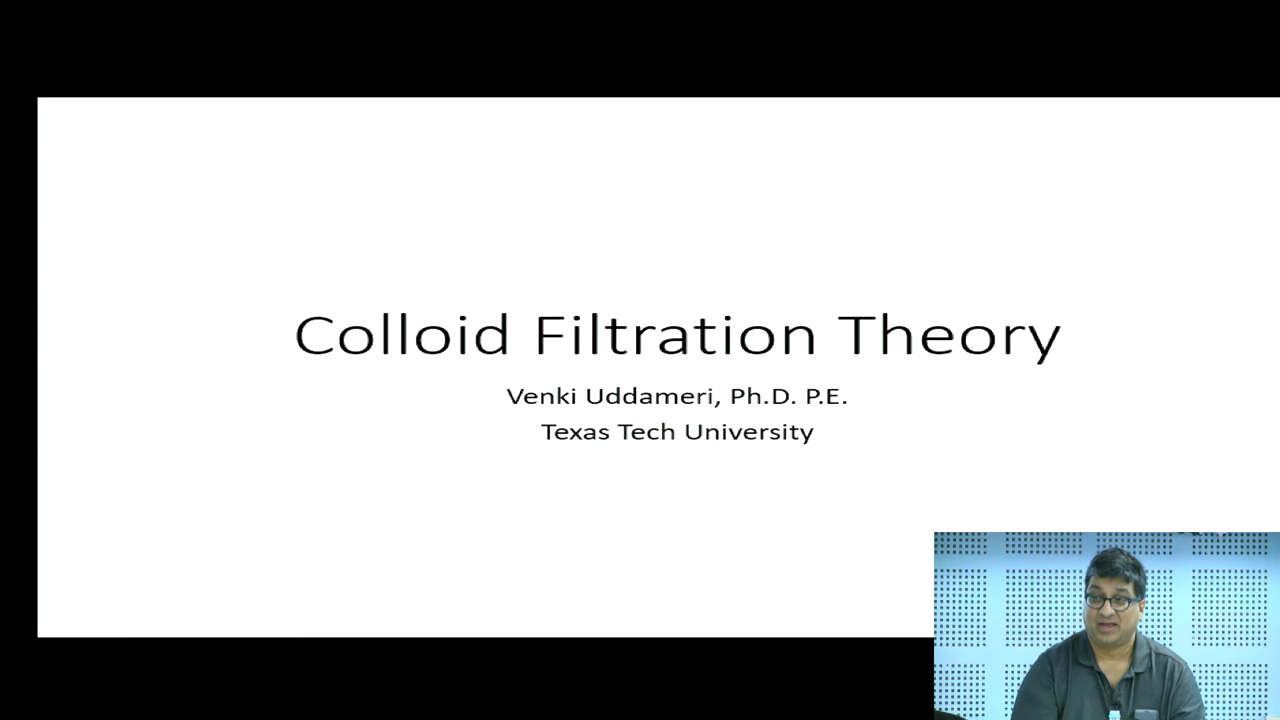 Colloid Filtration Theory
Venki Uddameri, Ph.D. P.E.
Texas Tech University